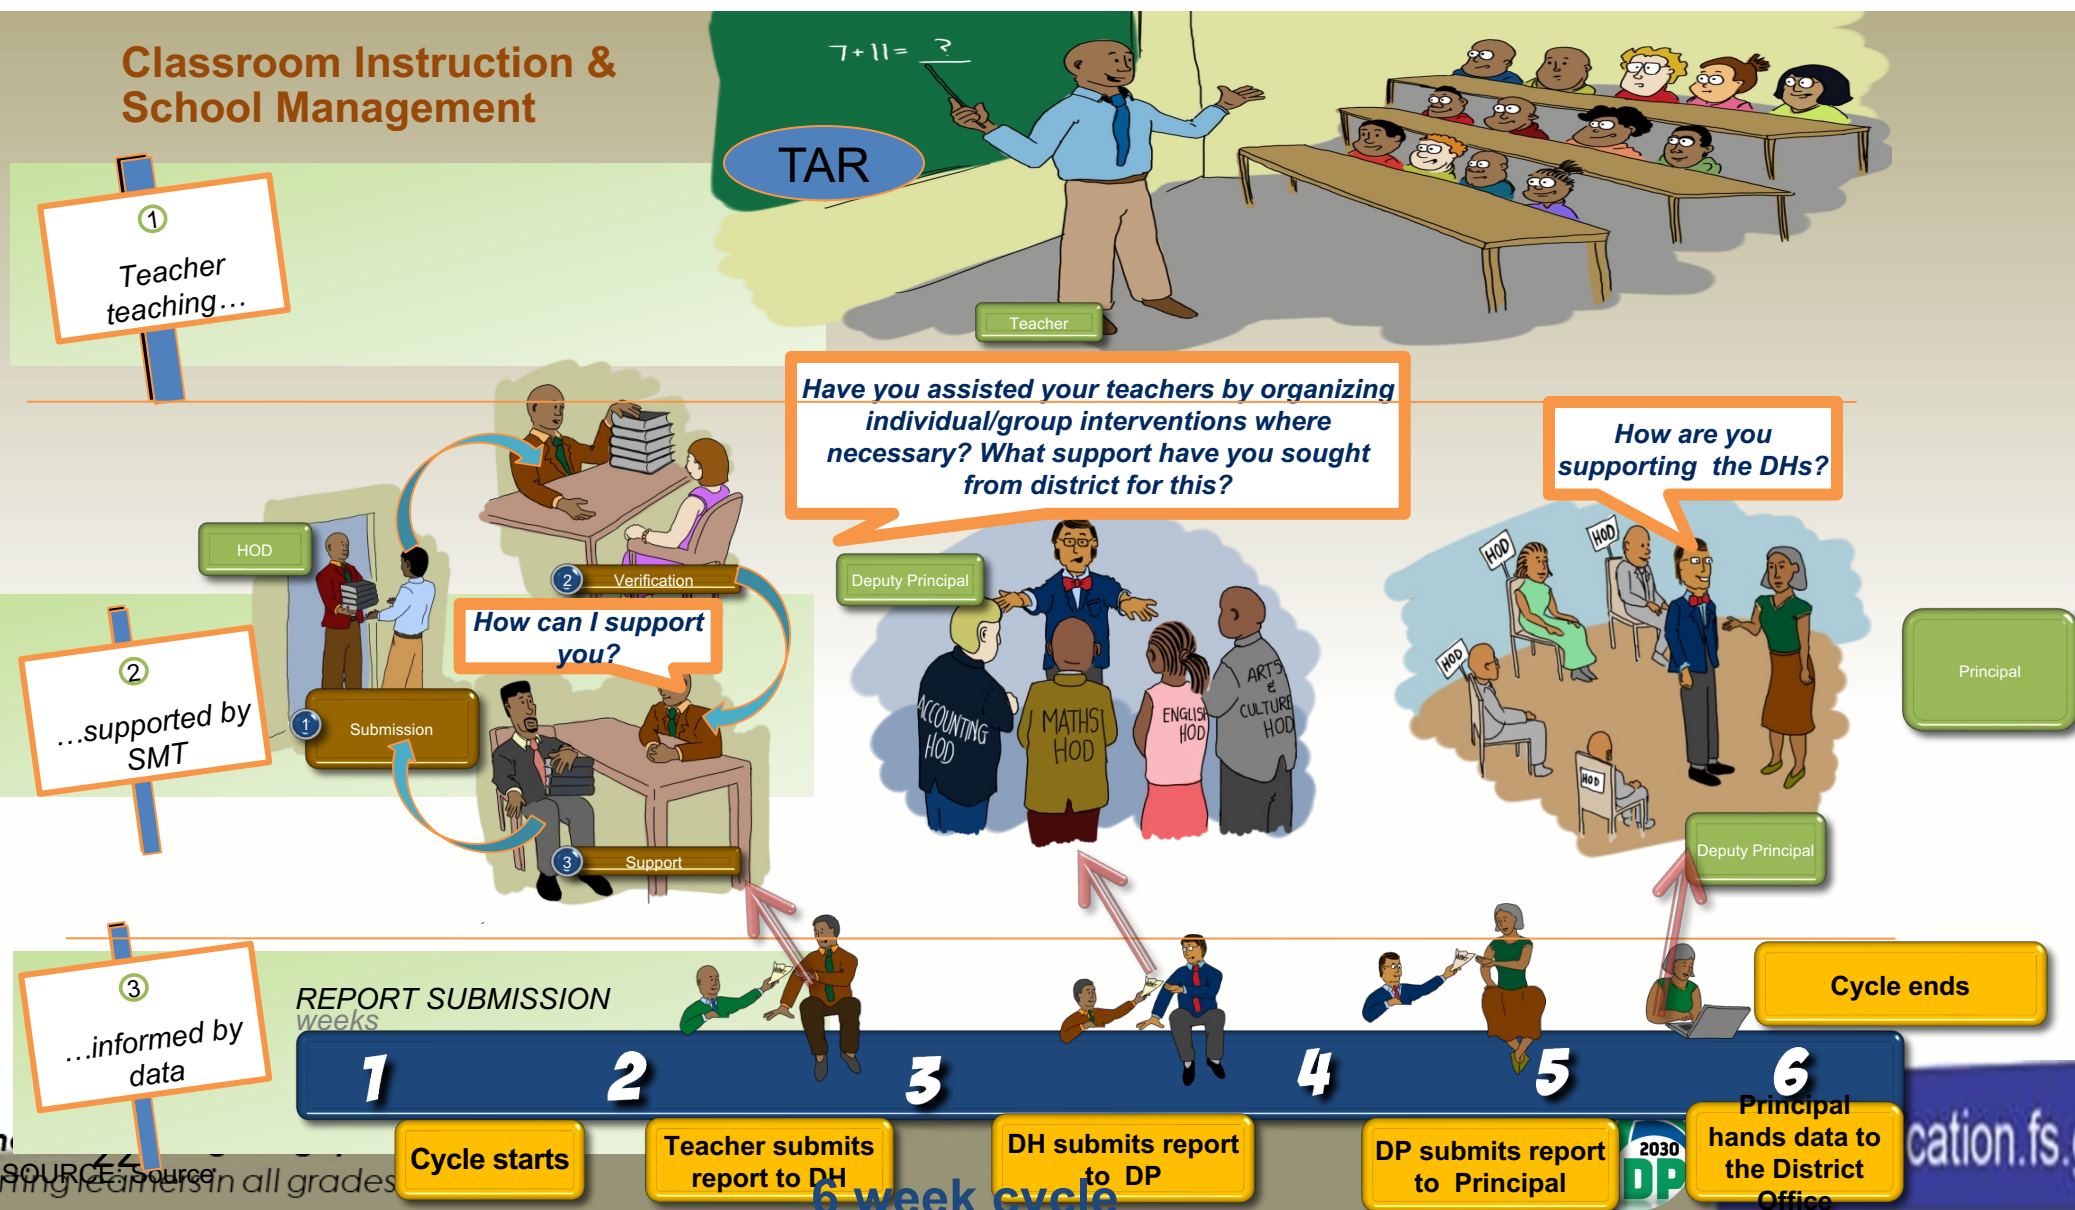 Classroom Instruction &
School Management
7+11= ?
TAR
1
Teacher
teaching…
Teacher
Have you assisted your teachers by organizing
individual/group interventions where
necessary? What support have you sought
from district for this?
How are you
supporting the DHs?
HOD
2 Verification
How can I support
you?
1 Submission
3 Support
Deputy Principal
ACCOUNTING
HOD
MATHS
HOD
ENGLISH
HOD
ARTS
&
CULTURE
HOD
HOD
HOD
HOD
HOD
Principal
Deputy Principal
2
…supported by
SMT
3
…informed by
data
REPORT SUBMISSION
weeks
1 2 3 4 5 6
Cycle ends
Cycle starts
Teacher submits
report to DH
DH submits report
to DP
DP submits report
to Principal
2030
DP
Principal
hands data to
the District
Office
6 week cycle
SOURCE: Source
learners in all grades
cation.fs.